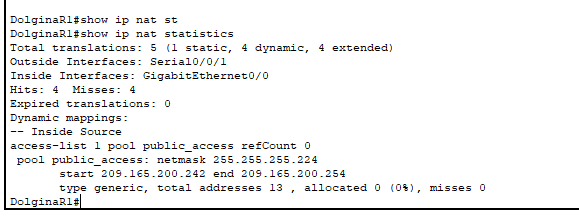 DolginaR1#show ip nat st
DolginaR1#show ip nat statistics
Total translations: 5 (1 static, 4 dynamic, 4 extended)
Outside Interfaces: Serial0/0/1
Inside Interfaces: GigabitEthernet0/0
Hits: 4  Misses: 4
Expired translations: 0
Dynamic mappings:
-- Inside Source
access-list 1 pool public_access refCount 0
 pool public_access: netmask 255.255.255.224
       start 209.165.200.242 end 209.165.200.254
       type generic, total addresses 13 , allocated 0 (0%), misses 0
DolginaR1#